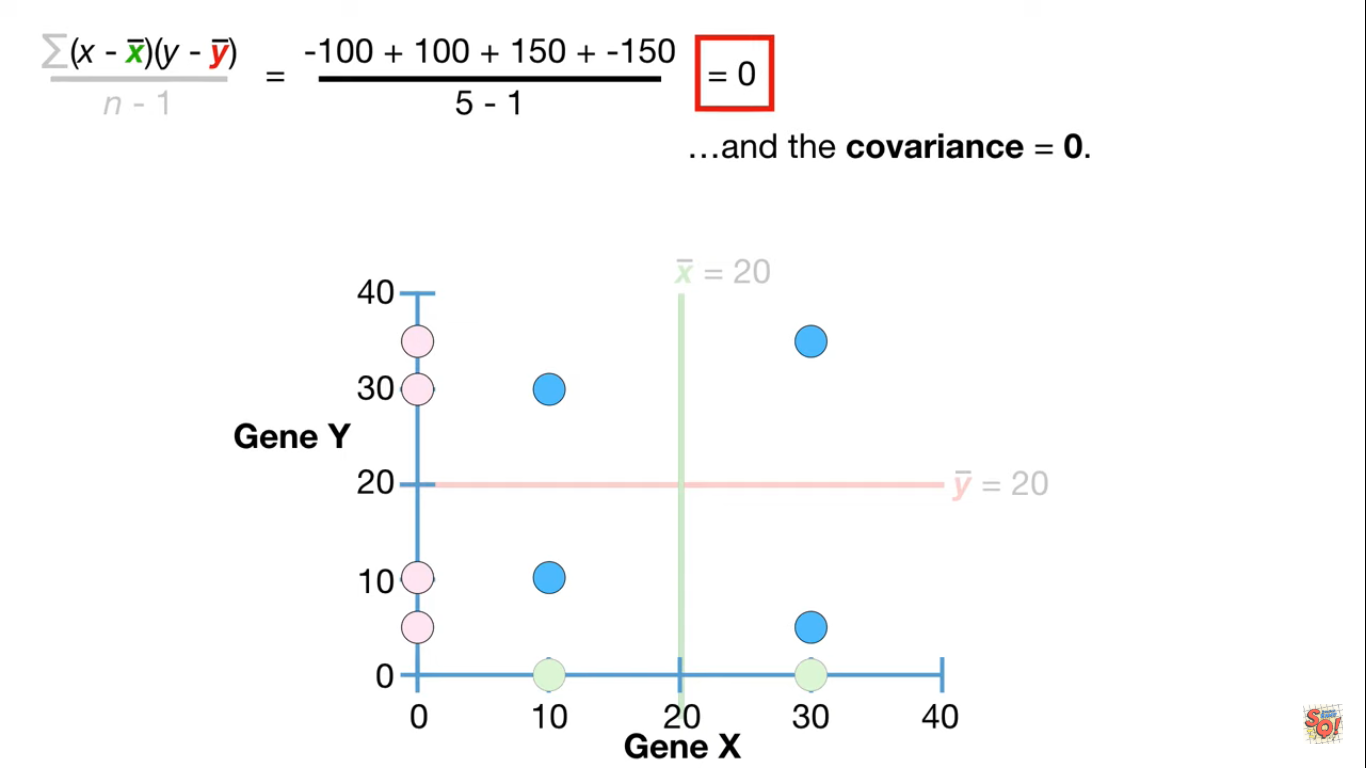 ∑(x - x̄)(y - ȳ) = -100 + 100 + 150 + -150 = 0
n - 1 5 - 1
…and the covariance = 0.
x̄ = 20
40
30
Gene Y
20
ȳ = 20
10
0
0 10 20 30 40
Gene X
SQ!